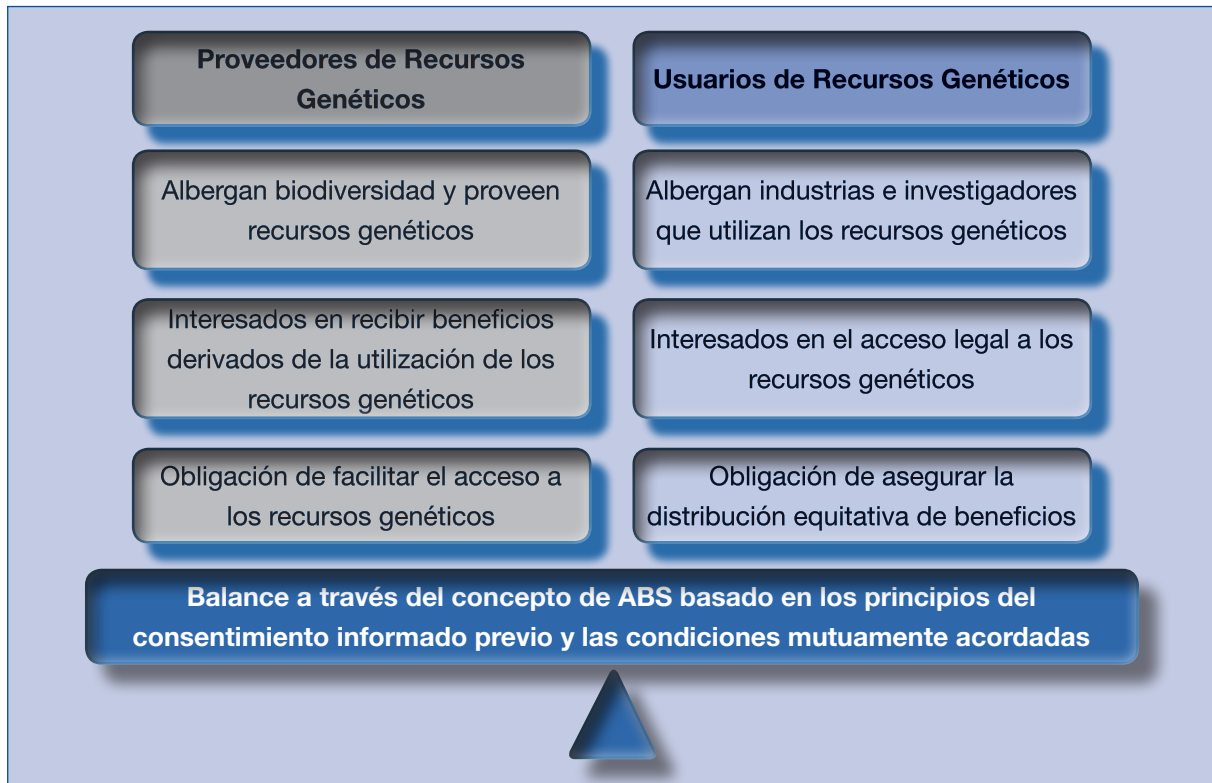 Proveedores de Recursos
Genéticos
Usuarios de Recursos Genéticos
Albergan biodiversidad y proveen
recursos genéticos
Albergan industrias e investigadores
que utilizan los recursos genéticos
Interesados en recibir beneficios
derivados de la utilización de los
recursos genéticos
Interesados en el acceso legal a los
recursos genéticos
Obligación de facilitar el acceso a
los recursos genéticos
Obligación de asegurar la
distribución equitativa de beneficios
Balance a través del concepto de ABS basado en los principios del
consentimiento informado previo y las condiciones mutuamente acordadas